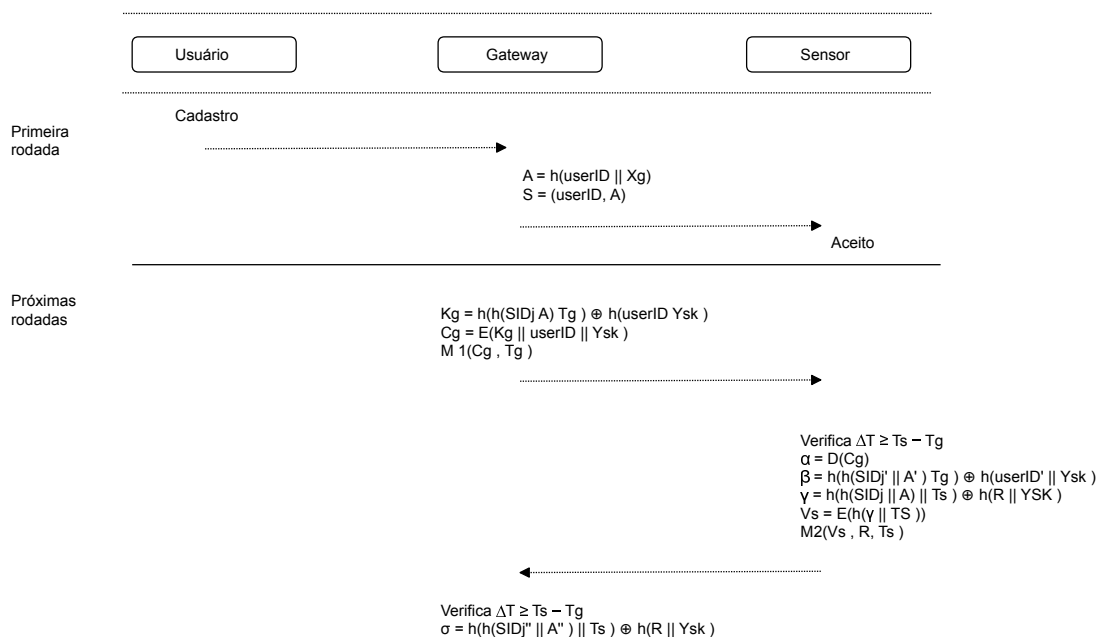 Usuário
Gateway
Sensor
Cadastro
Primeira
rodada
A = h(userID || Xg)
S = (userID, A)
Aceito
Próximas
rodadas
Kg = h(h(SIDj A) Tg ) ⊕ h(userID Ysk )
Cg = E(Kg || userID || Ysk )
M 1(Cg , Tg )
Verifica ΔT ≥ Ts − Tg
α = D(Cg)
β = h(h(SIDj' || A' ) Tg ) ⊕ h(userID' || Ysk )
γ = h(h(SIDj || A) || Ts ) ⊕ h(R || YSK )
Vs = E(h(γ || TS ))
M2(Vs , R, Ts )
Verifica ΔT ≥ Ts − Tg
σ = h(h(SIDj'' || A'' ) || Ts ) ⊕ h(R || Ysk )